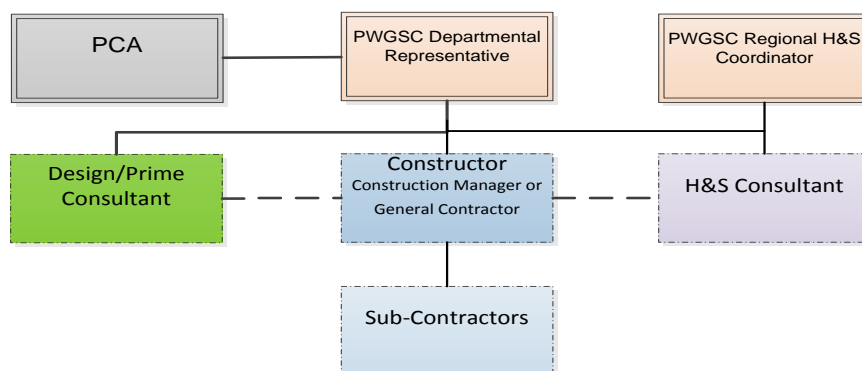 PCA
PWGSC Departmental
Representative
PWGSC Regional H&S
Coordinator
Design/Prime
Consultant
Constructor
Construction Manager or
General Contractor
H&S Consultant
Sub-Contractors